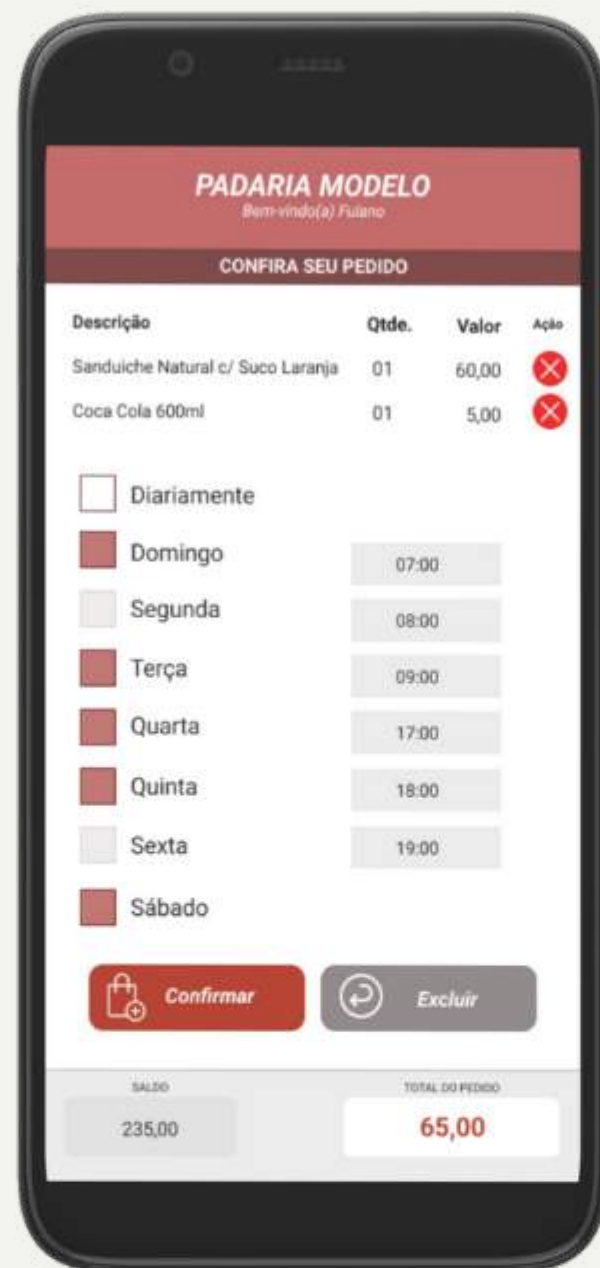 PADARIA MODELO
Bem-vindo(a) Fulano
CONFIRA SEU PEDIDO
Descrição Qtde. Valor Ação
Sanduiche Natural c/ Suco Laranja 01 60,00
Coca Cola 600ml 01 5,00
Diariamente
Domingo 07:00
Segunda 08:00
Terça 09:00
Quarta 17:00
Quinta 18:00
Sexta 19:00
Sábado
Confirmar Excluir
SALDO TOTAL DO PEDIDO
235,00 65,00